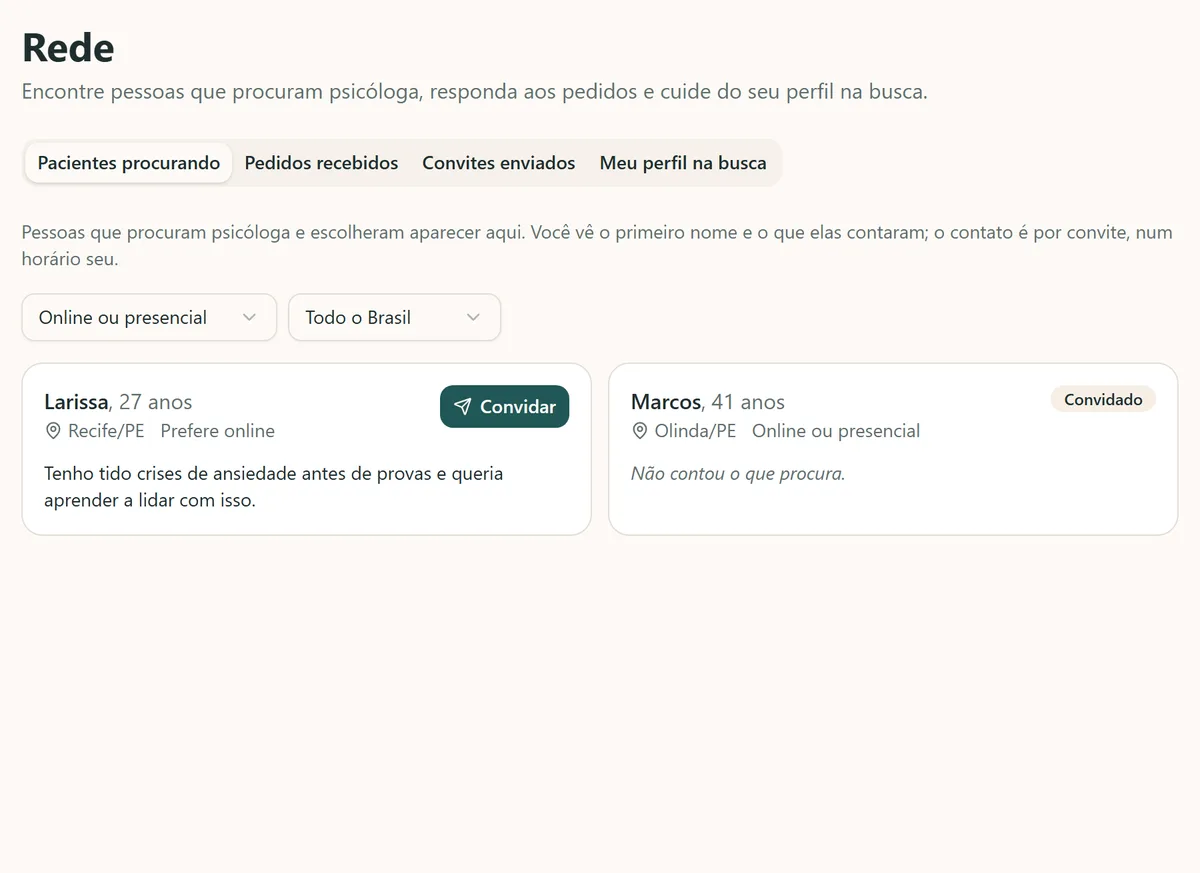 Rede
Encontre pessoas que procuram psicóloga, responda aos pedidos e cuide do seu perfil na busca.
Pacientes procurando
Pedidos recebidos
Convites enviados
Meu perfil na busca
Pessoas que procuram psicóloga e escolheram aparecer aqui. Você vê o primeiro nome e o que elas contaram; o contato é por convite, num
horário seu.
Online ou presencial
Todo o Brasil
Larissa, 27 anos
Convidar
Recife/PE Prefere online
Tenho tido crises de ansiedade antes de provas e queria
aprender a lidar com isso.
Marcos, 41 anos
Convidado
Olinda/PE Online ou presencial
Não contou o que procura.